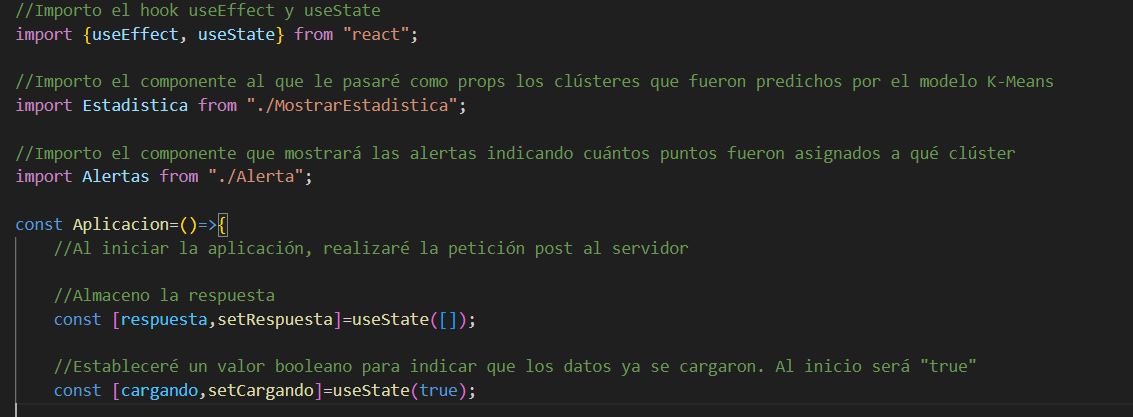 //Importo el hook useEffect y useState
import {useEffect, useState} from "react";
//Importo el componente al que le pasaré como props los clústeres que fueron predichos por el modelo K-Means
import Estadistica from "./MostrarEstadistica";
//Importo el componente que mostrará las alertas indicando cuántos puntos fueron asignados a qué clúster
import Alertas from "./Alerta";
const Aplicacion=()=>{
//Al iniciar la aplicación, realizaré la petición post al servidor
//Almaceno la respuesta
const [respuesta,setRespuesta]=useState([]);
//Estableceré un valor booleano para indicar que los datos ya se cargaron. Al inicio será "true"
const [cargando,setCargando]=useState(true);